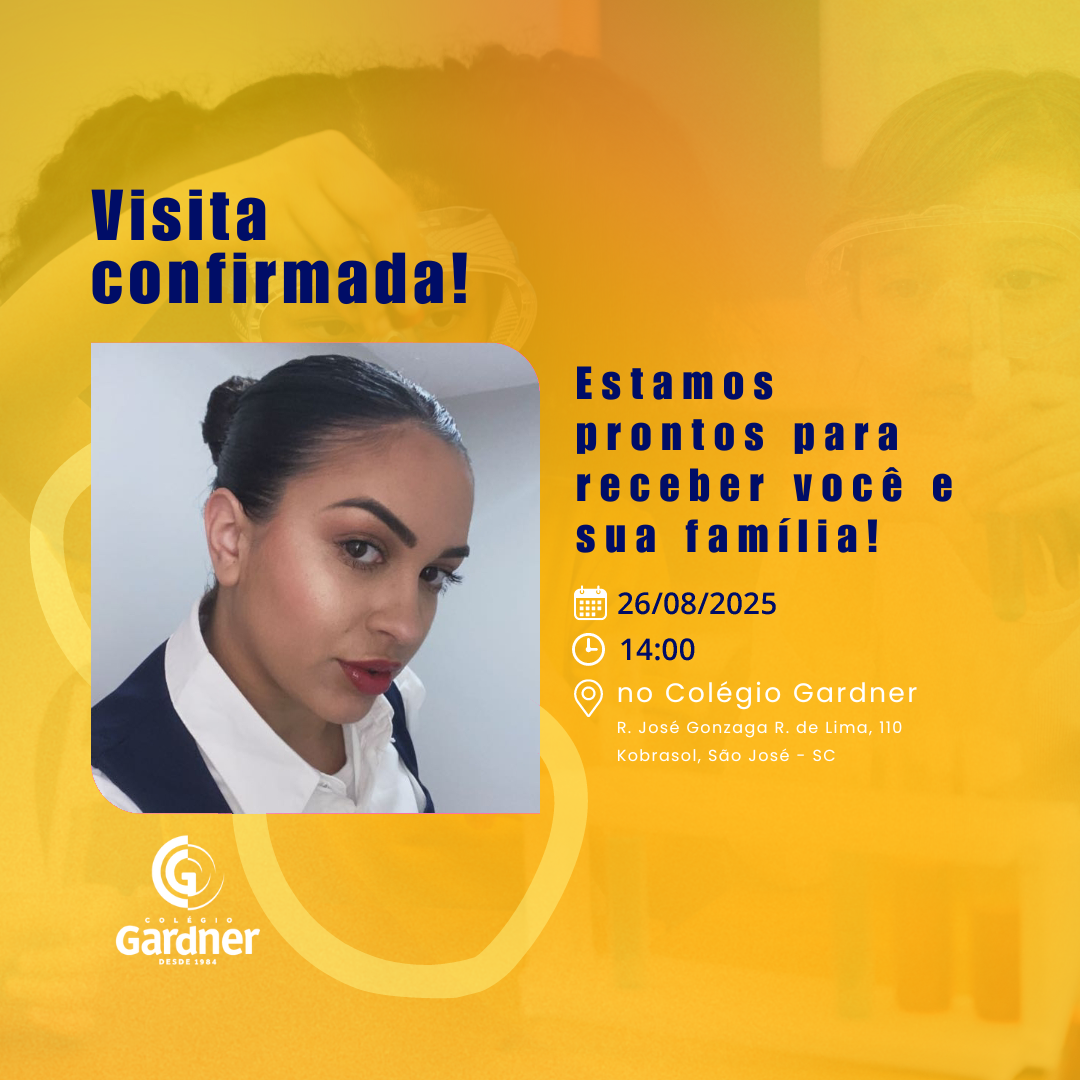 Visita
confirmada!
Estamos
prontos para
receber você e
sua família!
26/08/2025
14:00
no Colégio Gardner
R. José Gonzaga R. de Lima, 110
Kobrasol, São José - SC
G
COLÉGIO
Gardner
DESDE 1984